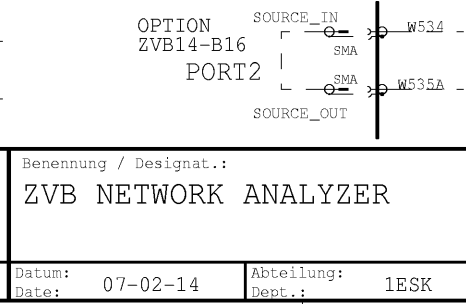 OPTION
ZVB14-B16
PORT2
SOURCE_IN
W534
SMA
SMA
W535A
SOURCE_OUT
Benennung / Designat.:
ZVB NETWORK ANALYZER
Datum:
Date: 07-02-14
Abteilung:
Dept.: 1ESK